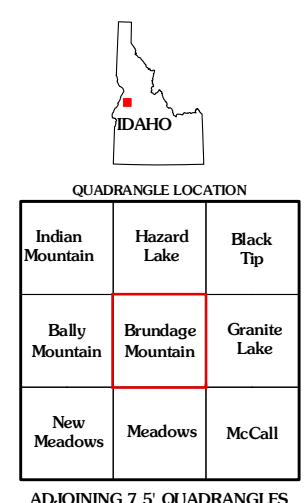 IDAHO
QUADRANGLE LOCATION
Indian Mountain
Hazard Lake
Black Tip
Bally Mountain
Brundage Mountain
Granite Lake
New Meadows
Meadows
McCall
ADJOINING 7.5' QUADRANGLES